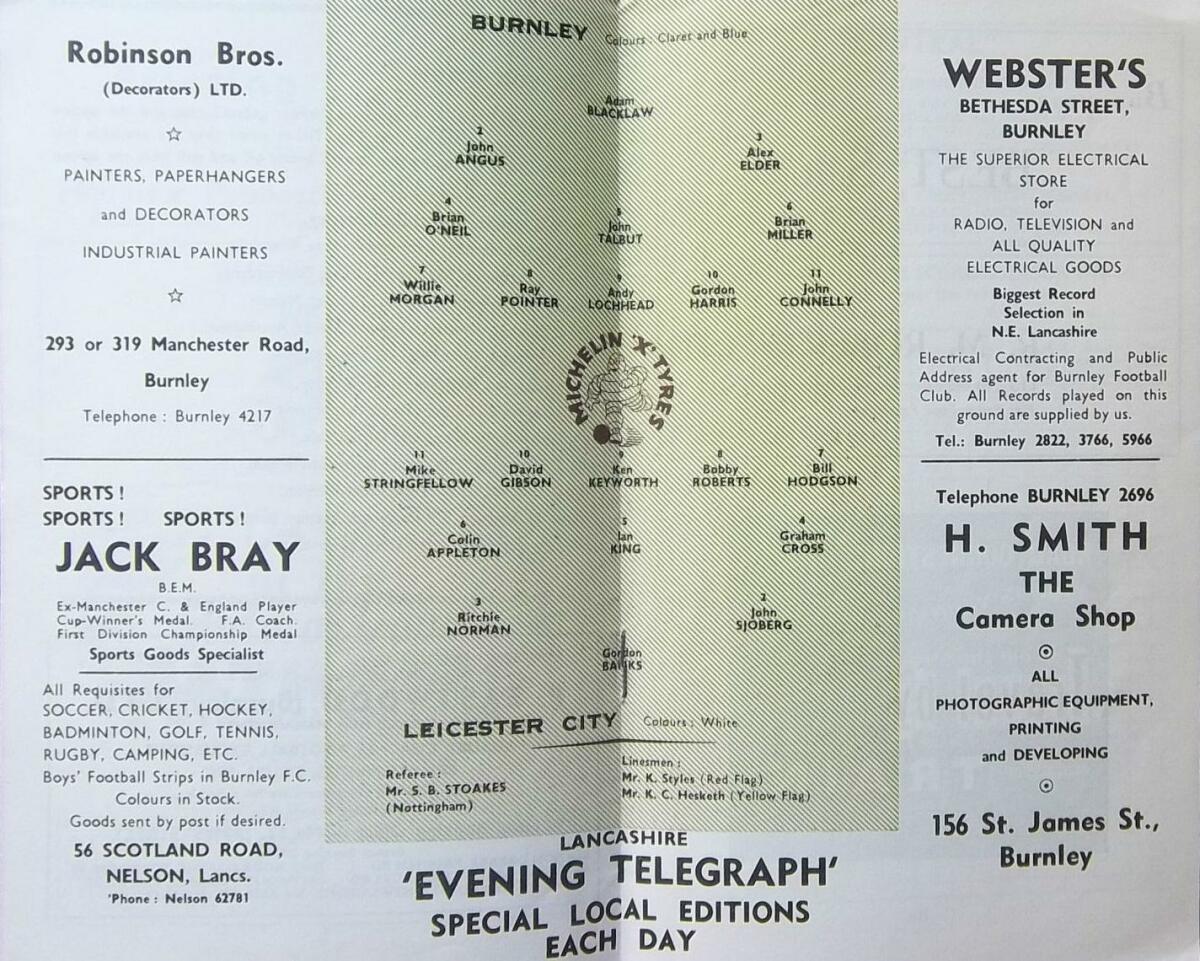 Robinson Bros.
(Decorators) LTD.
PAINTERS, PAPERHANGERS
and DECORATORS
INDUSTRIAL PAINTERS
293 or 319 Manchester Road,
Burnley
Telephone : Burnley 4217
SPORTS !
SPORTS ! SPORTS !
JACK BRAY
B.E.M.
Ex-Manchester C. & England Player
Cup-Winner's Medal. F.A. Coach.
First Division Championship Medal
Sports Goods Specialist
All Requisites for
SOCCER, CRICKET, HOCKEY,
BADMINTON, GOLF, TENNIS,
RUGBY, CAMPING, ETC.
Boys' Football Strips in Burnley F.C.
Colours in Stock.
Goods sent by post if desired.
56 SCOTLAND ROAD,
NELSON, Lancs.
'Phone : Nelson 62781
BURNLEY Colours : Claret and Blue
Adam
BLACKLAW
2 3
John Alex
ANGUS ELDER
4 5 6
Brian John Brian
O'NEIL TALBUT MILLER
7 8 9 10 11
Willie Ray Andy Gordon John
MORGAN POINTER LOCHHEAD HARRIS CONNELLY
MICHELIN 'X' TYRES
11 10 9 8 7
Mike David Ken Bobby Bill
STRINGFELLOW GIBSON KEYWORTH ROBERTS HODGSON
6 5 4
Colin Ian Graham
APPLETON KING CROSS
3 2
Ritchie John
NORMAN SJOBERG
Gordon
BANKS
LEICESTER CITY Colours : White
Referee :
Mr. S. B. STOAKES
(Nottingham)
Linesmen :
Mr. K. Styles (Red Flag)
Mr. K. C. Hesketh (Yellow Flag)
LANCASHIRE
'EVENING TELEGRAPH'
SPECIAL LOCAL EDITIONS
EACH DAY
WEBSTER'S
BETHESDA STREET,
BURNLEY
THE SUPERIOR ELECTRICAL
STORE
for
RADIO, TELEVISION and
ALL QUALITY
ELECTRICAL GOODS
Biggest Record
Selection in
N.E. Lancashire
Electrical Contracting and Public
Address agent for Burnley Football
Club. All Records played on this
ground are supplied by us.
Tel.: Burnley 2822, 3766, 5966
Telephone BURNLEY 2696
H. SMITH
THE
Camera Shop
ALL
PHOTOGRAPHIC EQUIPMENT,
PRINTING
and DEVELOPING
156 St. James St.,
Burnley